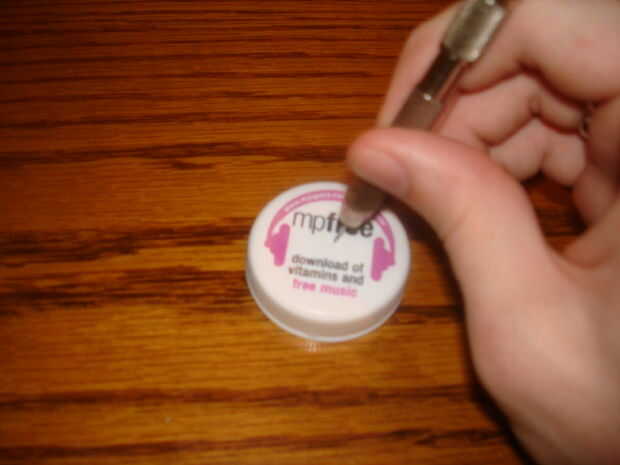 mpfree
download of
vitamins and
free music